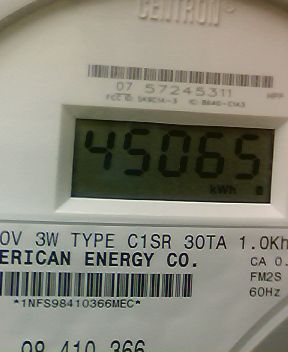 CENTRON®
07 57245311
45065
kWh
0V 3W TYPE C1SR 30TA 1.0Kh
ERICAN ENERGY CO.
CA 0.
FM2S
60Hz
*1NFS98410366MEC*
98 410 366